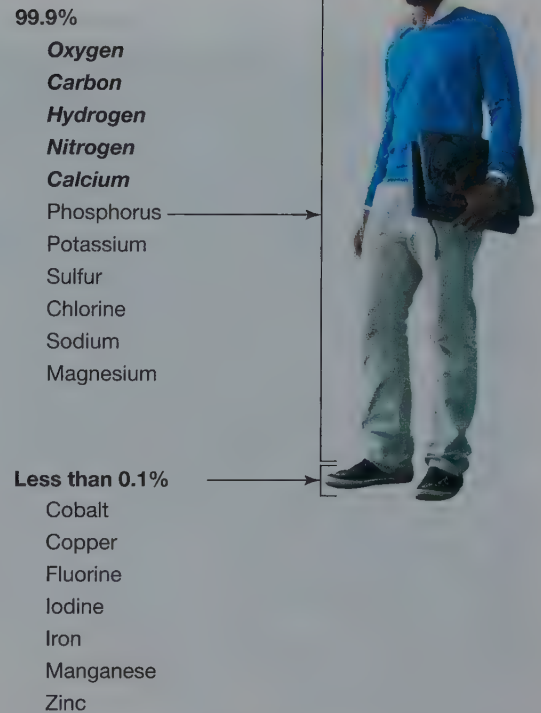 99.9%
Oxygen
Carbon
Hydrogen
Nitrogen
Calcium
Phosphorus
Potassium
Sulfur
Chlorine
Sodium
Magnesium
Less than 0.1%
Cobalt
Copper
Fluorine
Iodine
Iron
Manganese
Zinc